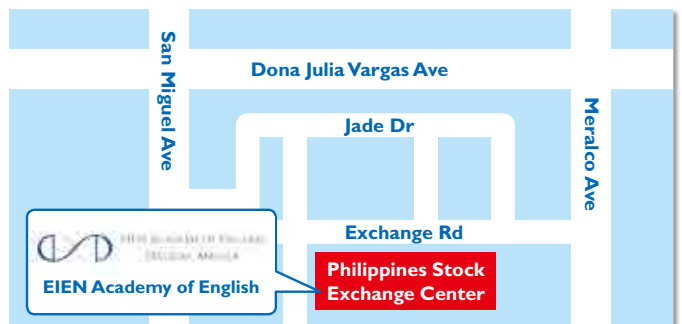 San Miguel Ave
Dona Julia Vargas Ave
Jade Dr
Meralco Ave
Exchange Rd
EIEN Academy of English
Philippines Stock
Exchange Center